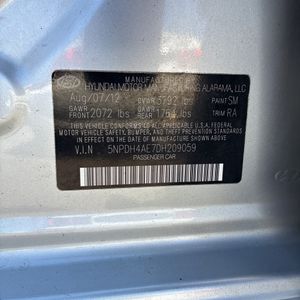 MANUFACTURED BY
HYUNDAI MOTOR MANUFACTURING ALABAMA, LLC
Aug/07/12 GVWR 3792 lbs PAINT SM
GAWR FRONT 2072 lbs GAWR REAR lbs TRIM RA
THIS VEHICLE CONFORMS TO ALL APPLICABLE U.S. FEDERAL MOTOR
VEHICLE SAFETY, BUMPER, AND THEFT PREVENTION STANDARDS
IN EFFECT ON THE DATE OF MANUFACTURE SHOWN ABOVE.
V.I.N 5NPDH4AE7DH209059
PASSENGER CAR